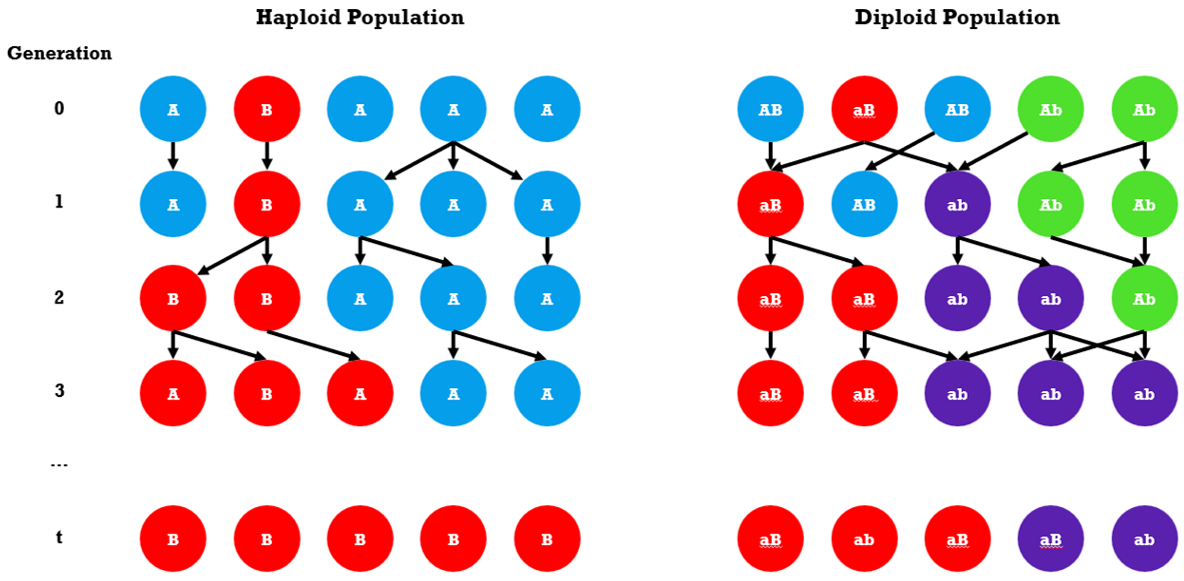 Haploid Population Diploid Population
Generation
0 A B A A A AB aB AB Ab Ab
1 A B A A A aB AB ab Ab Ab
2 B B A A A aB aB ab ab Ab
3 A B A A A aB aB ab ab ab
...
t B B B B B aB ab aB aB ab